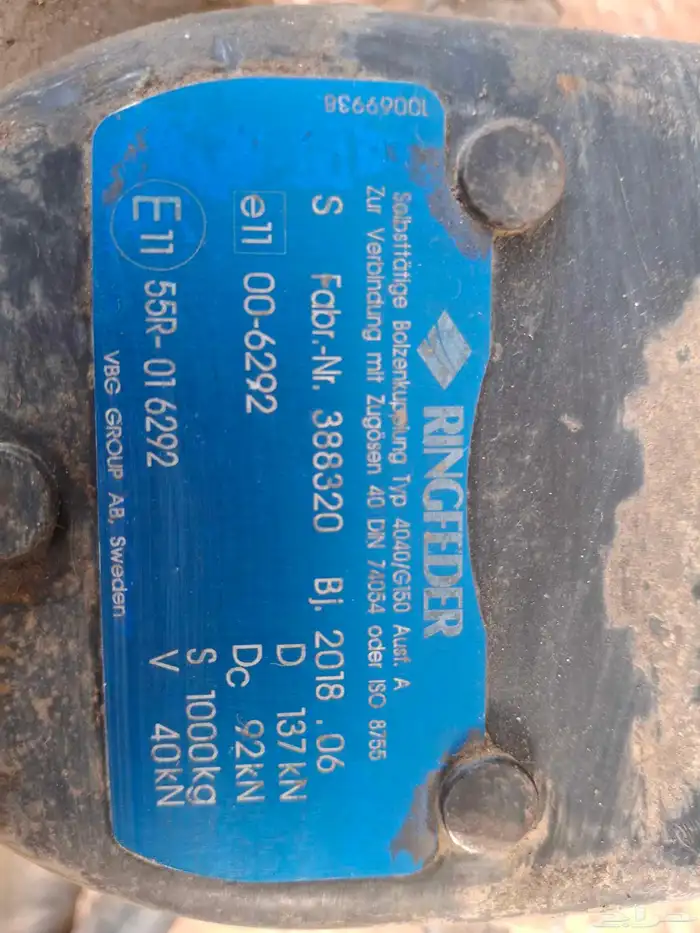 RINGFEDER
Selbsttätige Bolzenkupplung Typ 4040/G150 Ausf. A
Zur Verbindung mit Zugösen 40 DIN 74054 oder ISO 8755
S Fabr.-Nr. 388320 Bj. 2018 .06
e11 00-6292
E11 55R-01 6292
D 137kN
Dc 92kN
S 1000kg
V 40kN
VBG GROUP AB, Sweden
10069938